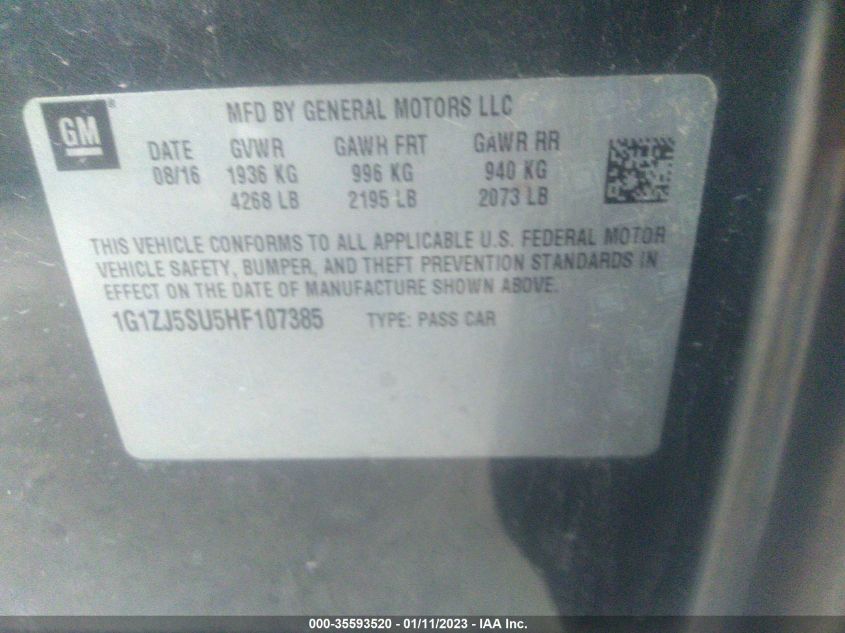 GM ®
MFD BY GENERAL MOTORS LLC
DATE GVWR GAWR FRT GAWR RR
08/16 1936 KG 996 KG 940 KG
4268 LB 2195 LB 2073 LB
THIS VEHICLE CONFORMS TO ALL APPLICABLE U.S. FEDERAL MOTOR
VEHICLE SAFETY, BUMPER, AND THEFT PREVENTION STANDARDS IN
EFFECT ON THE DATE OF MANUFACTURE SHOWN ABOVE.
1G1ZJ5SU5HF107385 TYPE: PASS CAR
000-35593520 - 01/11/2023 - IAA Inc.